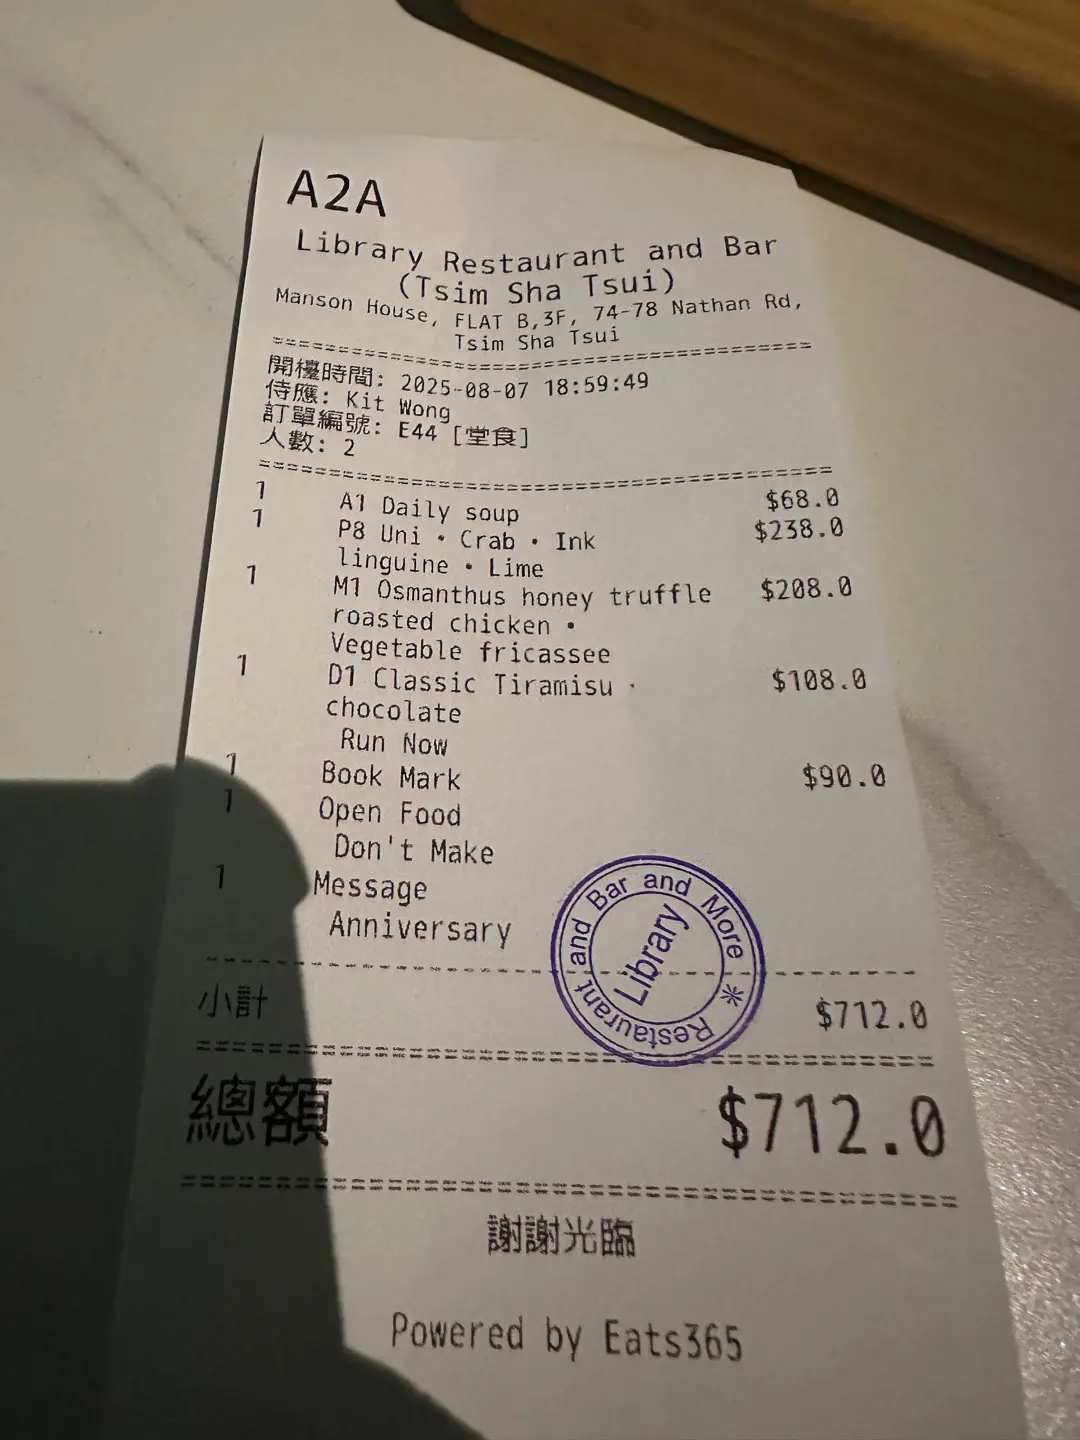 A2A
Library Restaurant and Bar
(Tsim Sha Tsui)
Manson House, FLAT B,3F, 74-78 Nathan Rd,
Tsim Sha Tsui
開檯時間: 2025-08-07 18:59:49
侍應: Kit Wong
訂單編號: E44 [堂食]
人數: 2
1 A1 Daily soup $68.0
1 P8 Uni • Crab • Ink $238.0
linguine • Lime
1 M1 Osmanthus honey truffle $208.0
roasted chicken •
Vegetable fricassee
1 D1 Classic Tiramisu · $108.0
chocolate
Run Now
1 Book Mark $90.0
1 Open Food
Don't Make
1 Message
Anniversary
Restaurant and Bar and More *
Library
小計 $712.0
總額 $712.0
謝謝光臨
Powered by Eats365